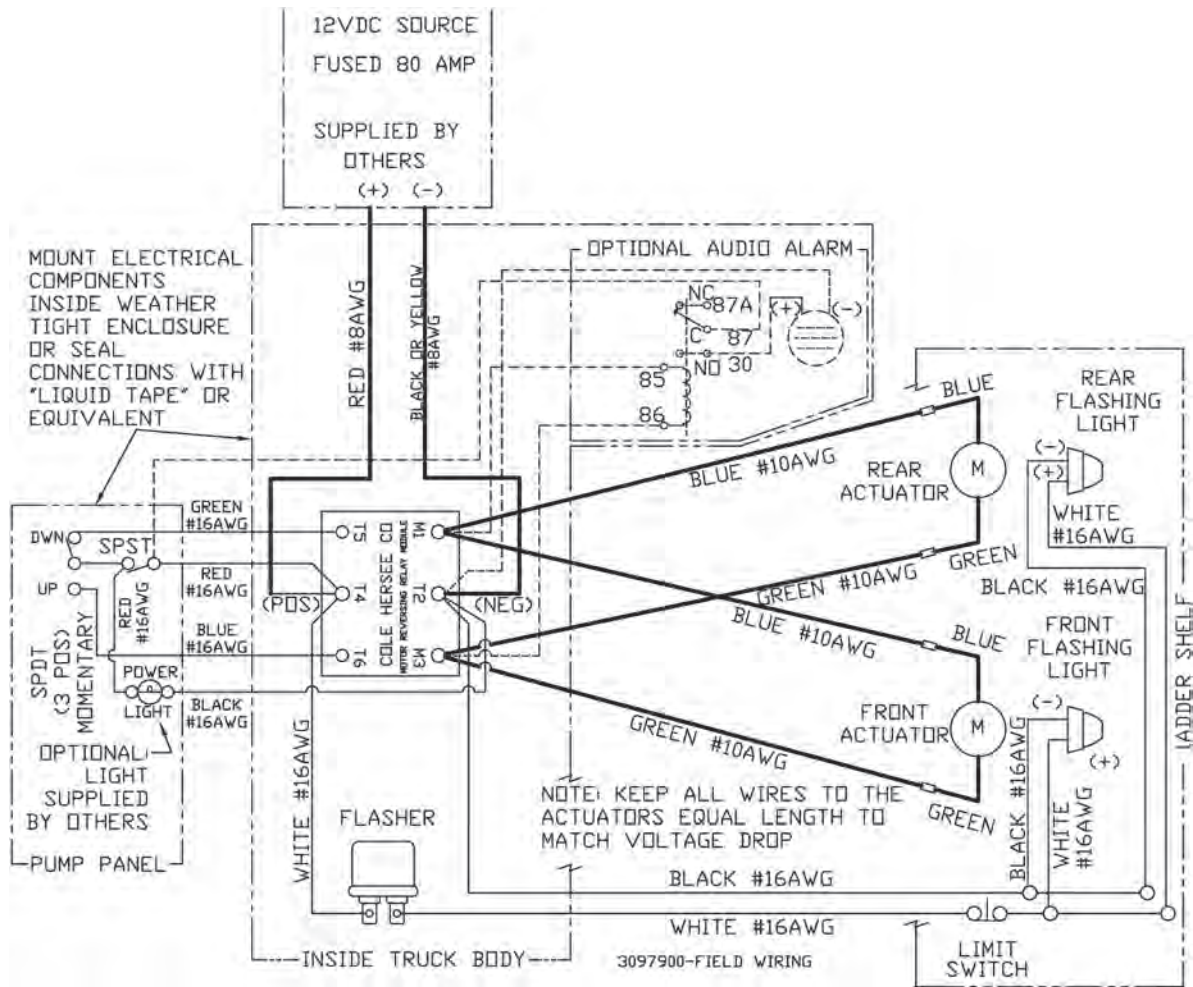 12VDC SOURCE
FUSED 80 AMP
SUPPLIED BY
OTHERS
(+) (-)
MOUNT ELECTRICAL
COMPONENTS
INSIDE WEATHER
TIGHT ENCLOSURE
OR SEAL
CONNECTIONS WITH
"LIQUID TAPE" OR
EQUIVALENT
RED #8AWG
BLACK OR YELLOW
#8AWG
OPTIONAL AUDIO ALARM
NC
87A
(+)
(-)
C
87
NO 30
85
86
BLUE
BLUE #10AWG
REAR
FLASHING
LIGHT
REAR
ACTUATOR
M
(-)
(+)
WHITE
#16AWG
BLACK #16AWG
GREEN
GREEN #10AWG
BLUE #10AWG
BLUE
FRONT
FLASHING
LIGHT
FRONT
ACTUATOR
M
(-)
(+)
GREEN #10AWG
GREEN
BLACK #16AWG
WHITE
#16AWG
LADDER SHELF
DWN
SPST
UP
RED
#16AWG
SPDT
(3 POS)
MOMENTARY
POWER
P
LIGHT
OPTIONAL:
LIGHT
SUPPLIED
BY OTHERS
PUMP PANEL
GREEN
#16AWG
RED
#16AWG
BLUE
#16AWG
BLACK
#16AWG
(POS)
(NEG)
T5
T4
T6
COLE HERSEE CO
MOTOR REVERSING RELAY MODULE
M1
T12
M3
WHITE #16AWG
FLASHER
NOTE: KEEP ALL WIRES TO THE
ACTUATORS EQUAL LENGTH TO
MATCH VOLTAGE DROP
BLACK #16AWG
WHITE #16AWG
LIMIT
SWITCH
INSIDE TRUCK BODY
3097900-FIELD WIRING